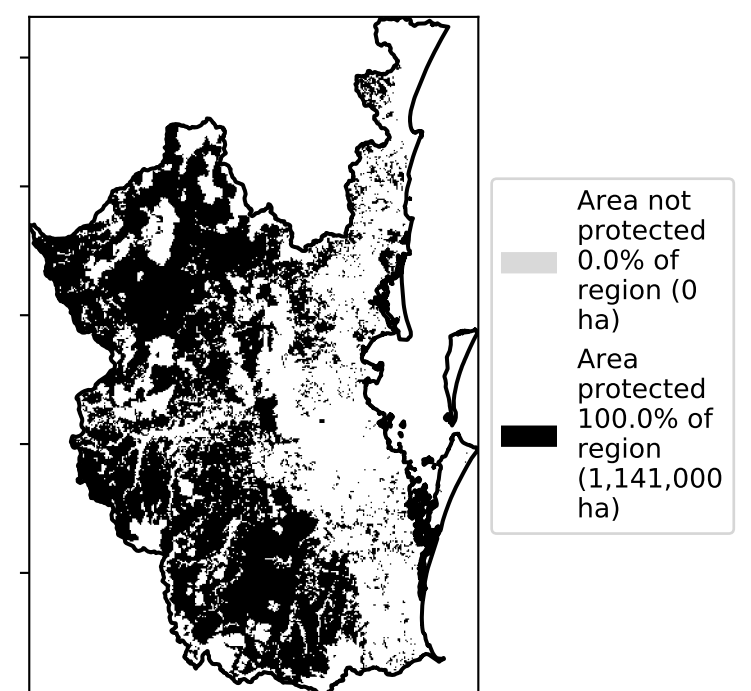 Area not
protected
0.0% of
region (0
ha)
Area
protected
100.0% of
region
(1,141,000
ha)